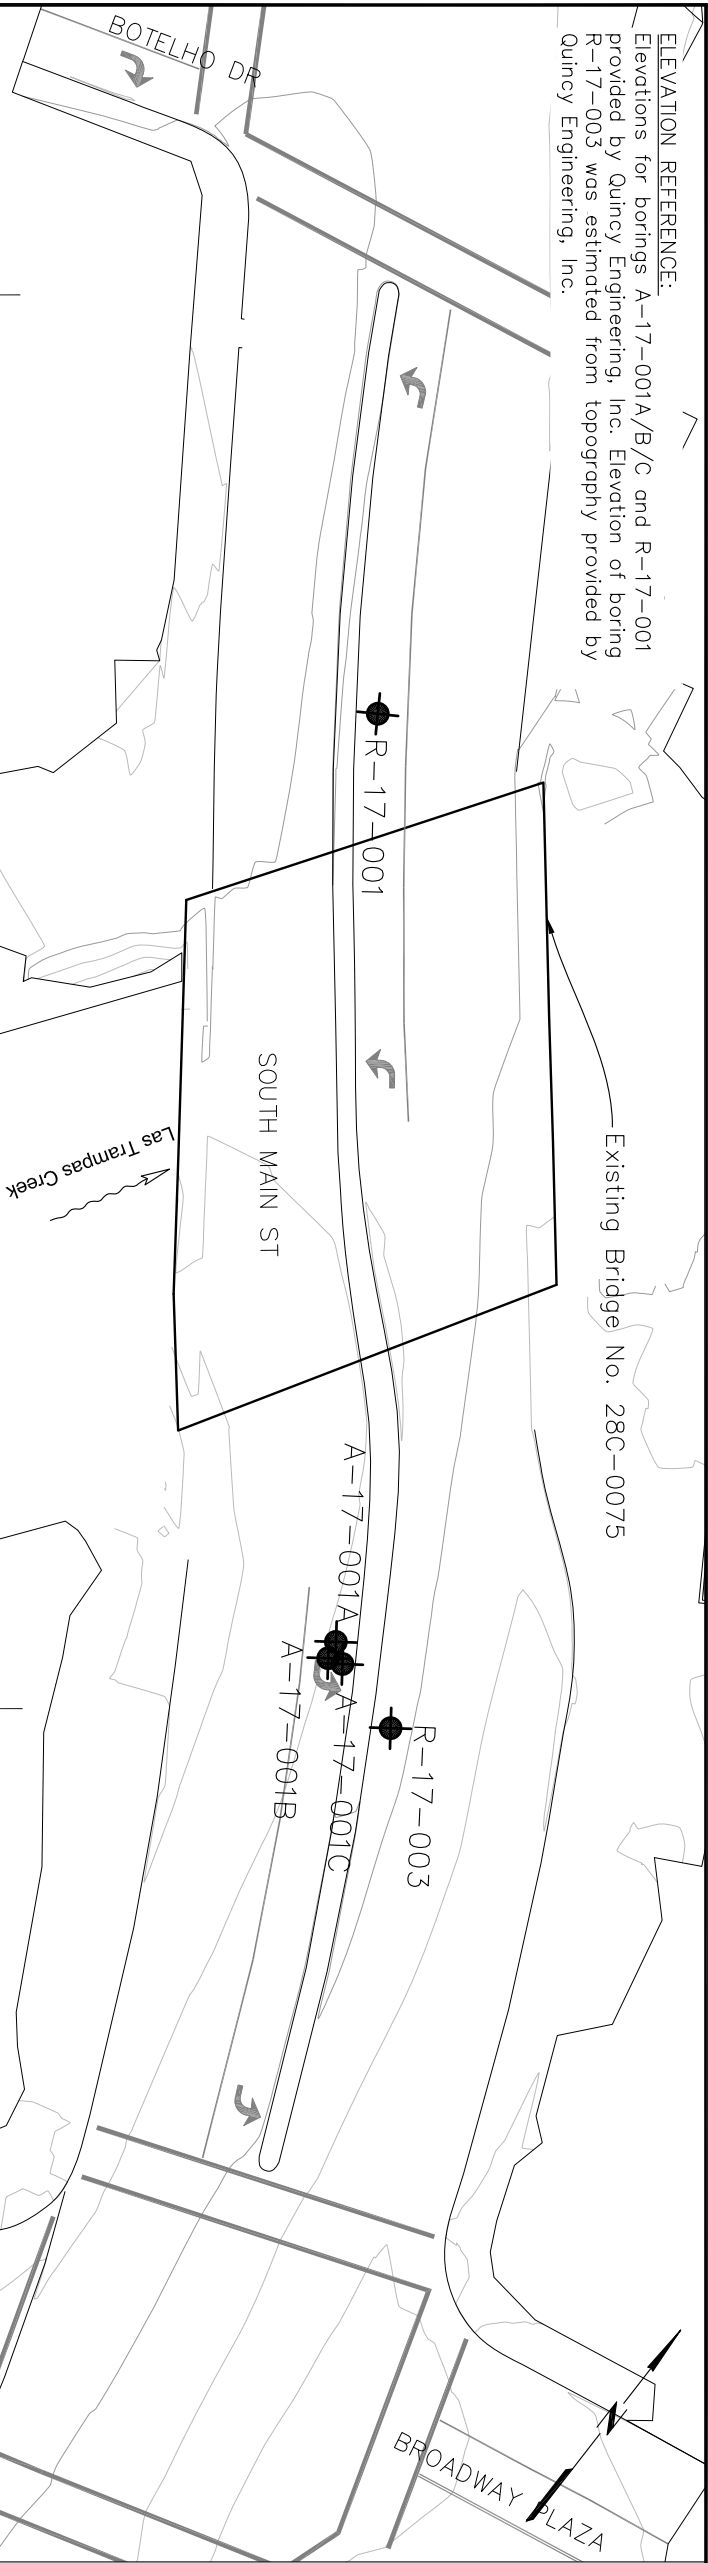 ELEVATION REFERENCE:
Elevations for borings A-17-001A/B/C and R-17-001
provided by Quincy Engineering, Inc. Elevation of boring
R-17-003 was estimated from topography provided by
Quincy Engineering, Inc.
BOTELHO DR
R-17-001
Existing Bridge No. 28C-0075
SOUTH MAIN ST
Las Trampas Creek
A-17-001A
A-17-001B
A-17-001C
R-17-003
BROADWAY PLAZA
N